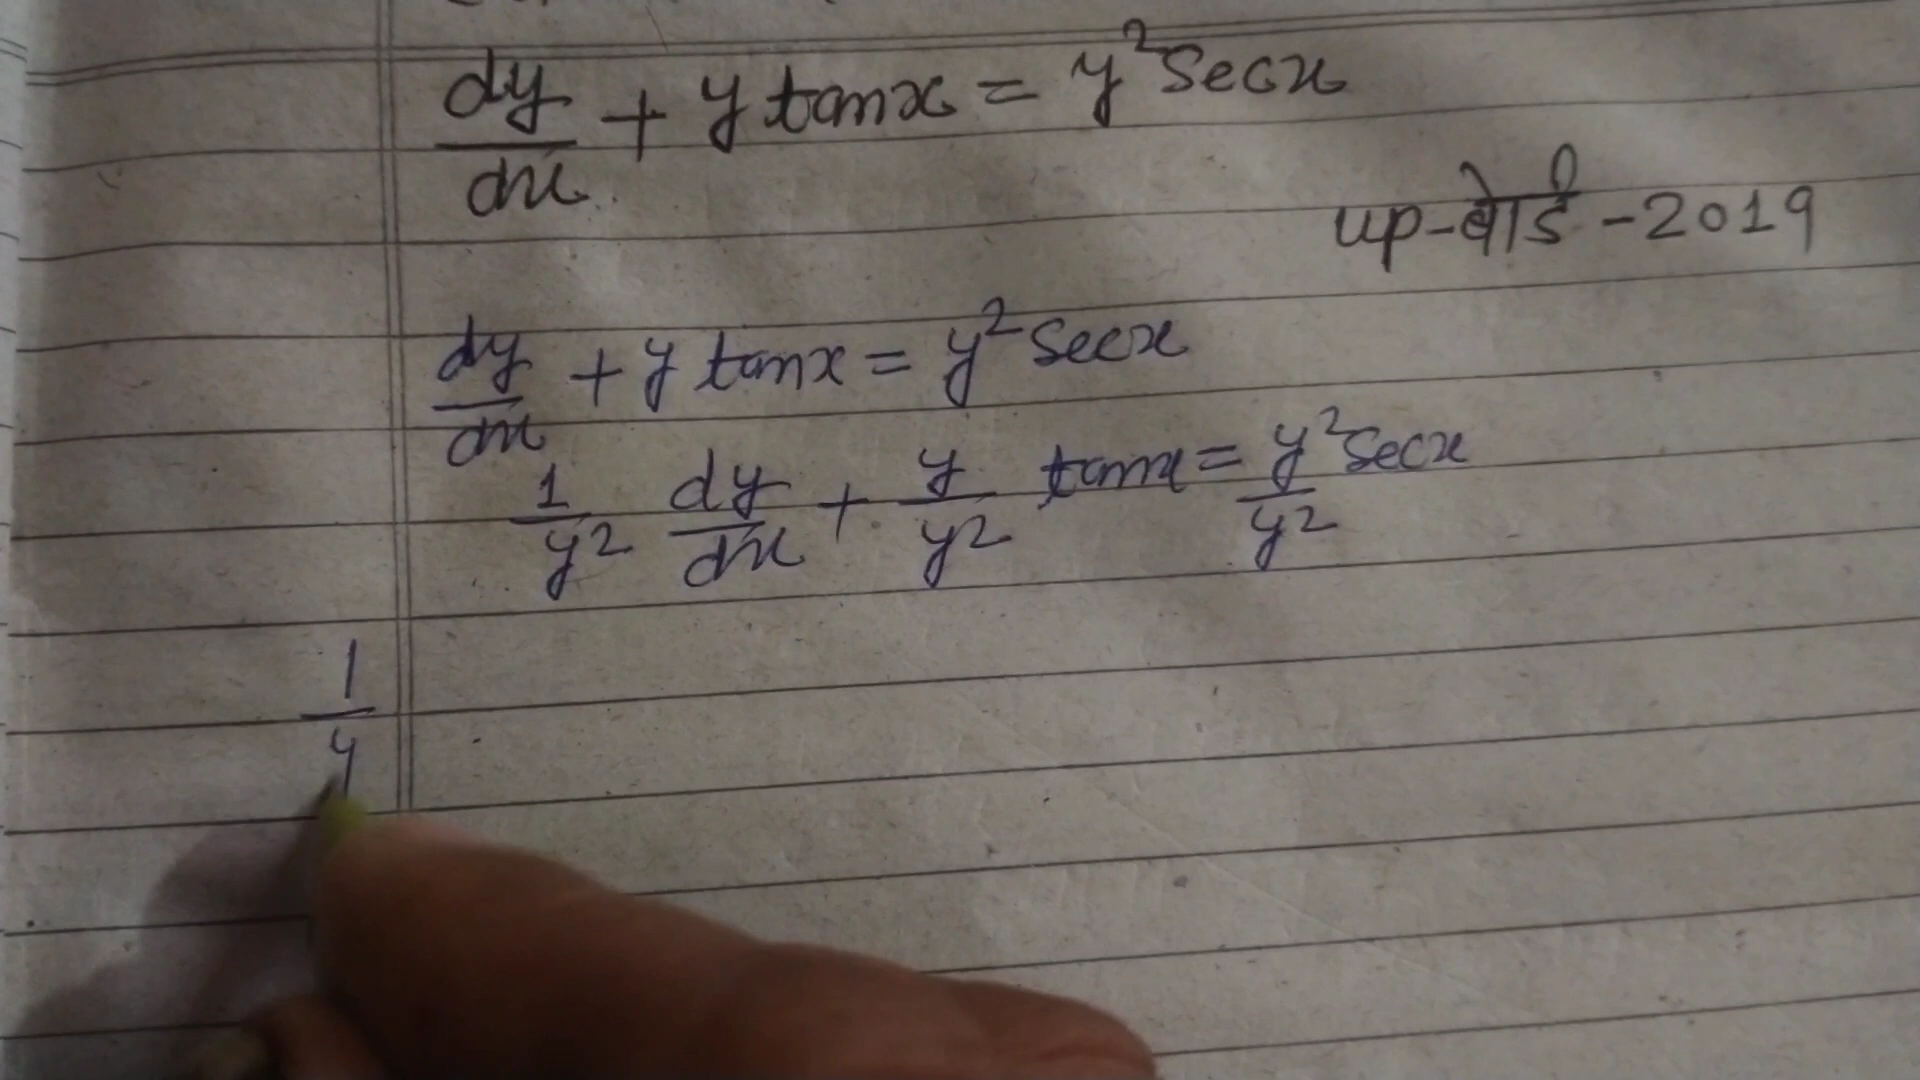 dy/dx + y tanx = y² secx
up-बोर्ड - 2019
dy/dx + y tanx = y² secx
1/y² dy/dx + y/y² tanx = y²/y² secx
1/y